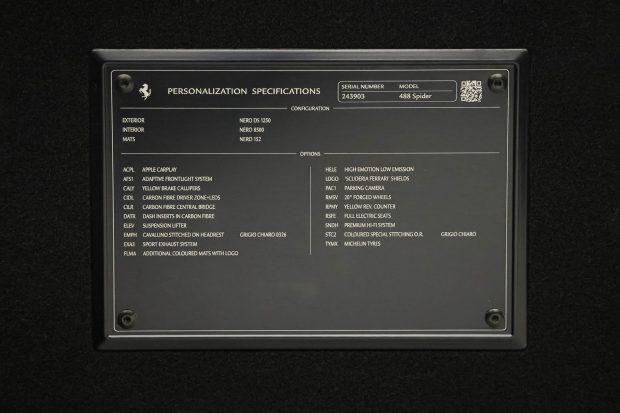 PERSONALIZATION SPECIFICATIONS
SERIAL NUMBER MODEL
243903 488 Spider
CONFIGURATION
EXTERIOR NERO DS 1250
INTERIOR NERO 8500
MATS NERO 152
OPTIONS
ACPL APPLE CARPLAY
AFS1 ADAPTIVE FRONTLIGHT SYSTEM
CALY YELLOW BRAKE CALLIPERS
CIDL CARBON FIBRE DRIVER ZONE+LEDS
CILR CARBON FIBRE CENTRAL BRIDGE
DATR DASH INSERTS IN CARBON FIBRE
ELEV SUSPENSION LIFTER
EMPH CAVALLINO STITCHED ON HEADREST GRIGIO CHIARO 0326
EXA3 SPORT EXHAUST SYSTEM
FLMA ADDITIONAL COLOURED MATS WITH LOGO
HELE HIGH EMOTION LOW EMISSION
LOGO 'SCUDERIA FERRARI' SHIELDS
PAC1 PARKING CAMERA
RMSV 20" FORGED WHEELS
RPMY YELLOW REV. COUNTER
RSFE FULL ELECTRIC SEATS
SNDH PREMIUM HI-FI SYSTEM
STC2 COLOURED SPECIAL STITCHING O.R. GRIGIO CHIARO
TYMX MICHELIN TYRES